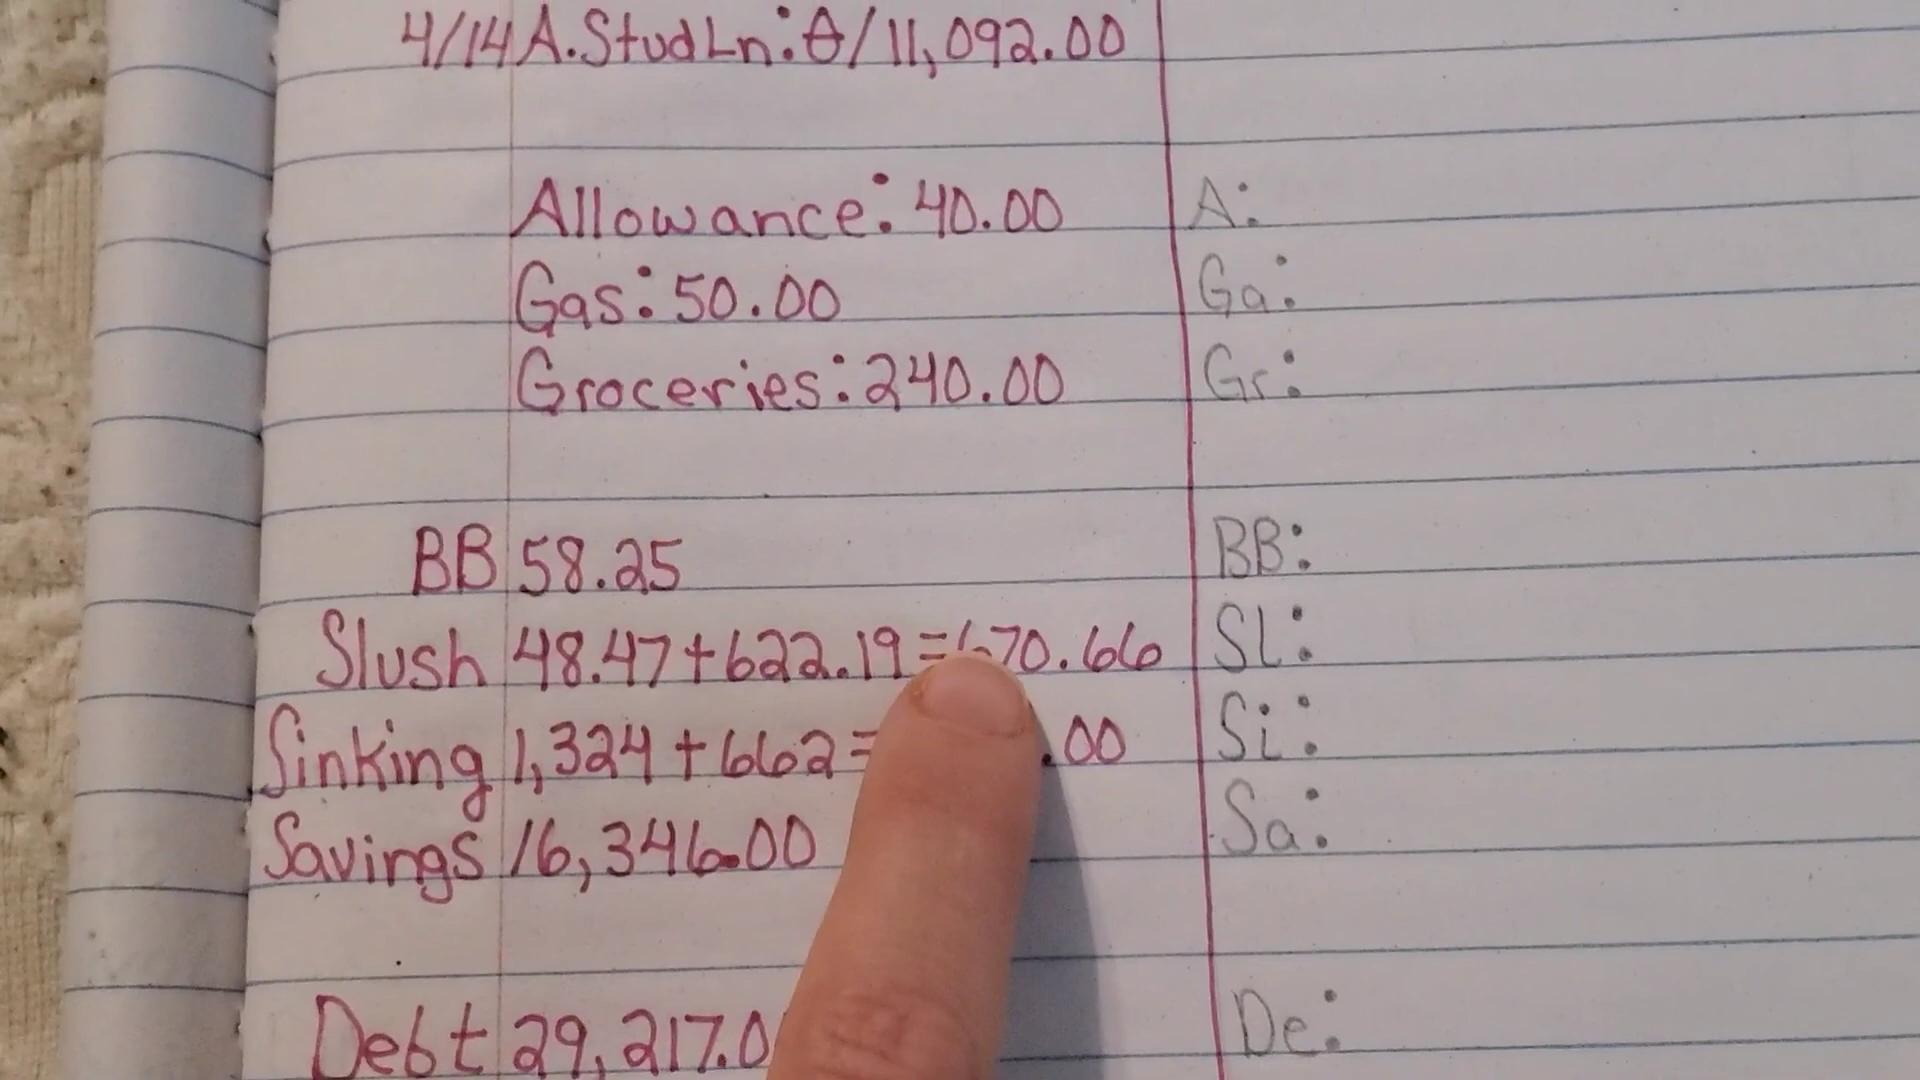 4/14 A.Stud Ln: θ/11,092.00
Allowance: 40.00 A:
Gas: 50.00 Ga:
Groceries: 240.00 Gr:
BB 58.25 BB:
Slush 48.47+622.19=670.66 Sl:
Sinking 1,324+662= .00 Si:
Savings 16,346.00 Sa:
Debt 29,217.0 De: